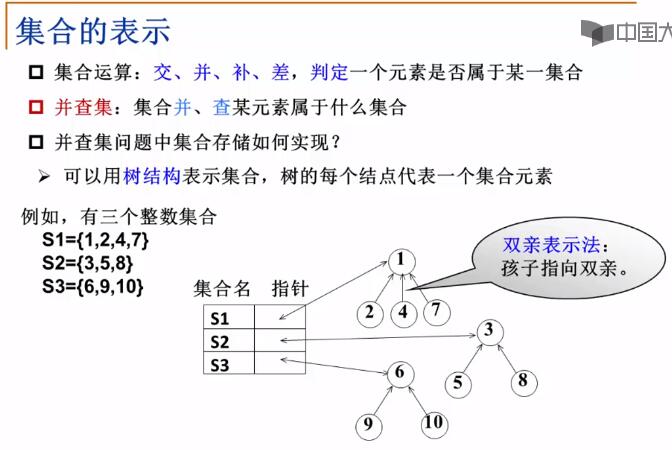 集合的表示
中国大
集合运算：交、并、补、差，判定一个元素是否属于某一集合
并查集：集合并、查某元素属于什么集合
并查集问题中集合存储如何实现？
可以用树结构表示集合，树的每个结点代表一个集合元素
例如，有三个整数集合
S1={1,2,4,7}
S2={3,5,8}
S3={6,9,10}
双亲表示法：
孩子指向双亲。
集合名 指针
S1
S2
S3
1
2 4 7
3
5 8
6
9 10